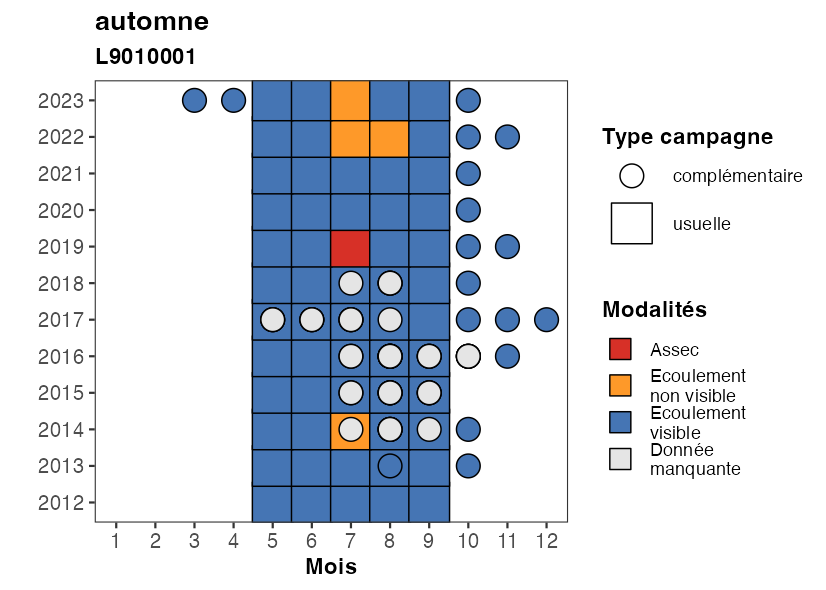 automne
L9010001
2023
2022
2021
2020
2019
2018
2017
2016
2015
2014
2013
2012
1 2 3 4 5 6 7 8 9 10 11 12
Mois
Type campagne
complémentaire
usuelle
Modalités
Assec
Ecoulement
non visible
Ecoulement
visible
Donnée
manquante